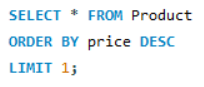 SELECT * FROM Product
ORDER BY price DESC
LIMIT 1;